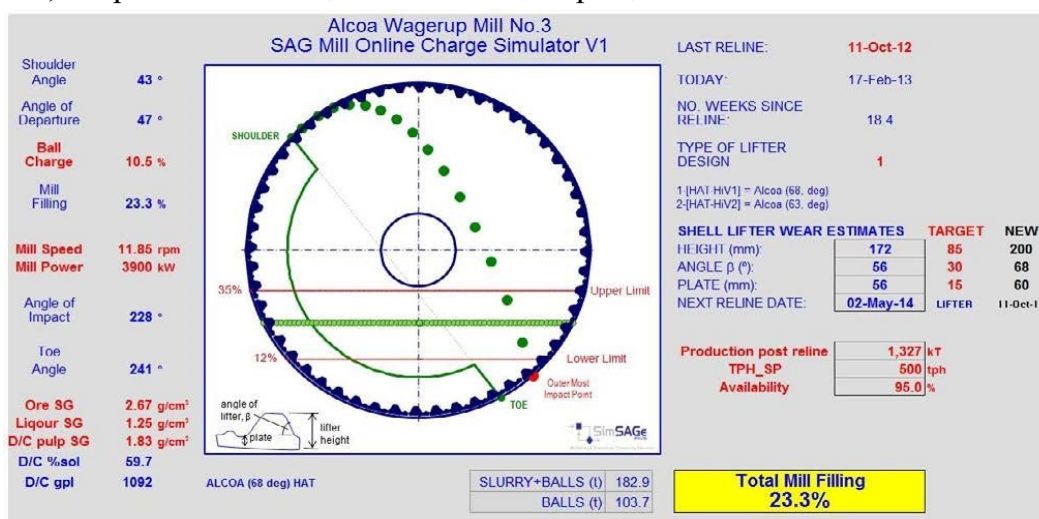 Alcoa Wagerup Mill No.3
SAG Mill Online Charge Simulator V1
Shoulder
Angle 43 °
Angle of
Departure 47 °
Ball
Charge 10.5 %
Mill
Filling 23.3 %
Mill Speed 11.85 rpm
Mill Power 3900 kW
Angle of
Impact 228 °
Toe
Angle 241 °
Ore SG 2.67 g/cm³
Liqour SG 1.25 g/cm³
D/C pulp SG 1.83 g/cm³
D/C %sol 59.7
D/C gpl 1092
SHOULDER
35%
Upper Limit
12%
Lower Limit
Outer Most
Impact Point
TOE
angle of
lifter, β
plate
lifter
height
SimSAGe
ALCOA (68 deg) HAT
SLURRY+BALLS (t) 182.9
BALLS (t) 103.7
LAST RELINE: 11-Oct-12
TODAY: 17-Feb-13
NO. WEEKS SINCE
RELINE: 18.4
TYPE OF LIFTER
DESIGN 1
1-[HAT-HiV1] = Alcoa (68, deg)
2-[HAT-HiV2] = Alcoa (63, deg)
SHELL LIFTER WEAR ESTIMATES TARGET NEW
HEIGHT (mm): 172 85 200
ANGLE β (º): 56 30 68
PLATE (mm): 56 15 60
NEXT RELINE DATE: 02-May-14 LIFTER 11-Oct-1
Production post reline 1,327 kT
TPH_SP 500 tph
Availability 95.0 %
Total Mill Filling
23.3%